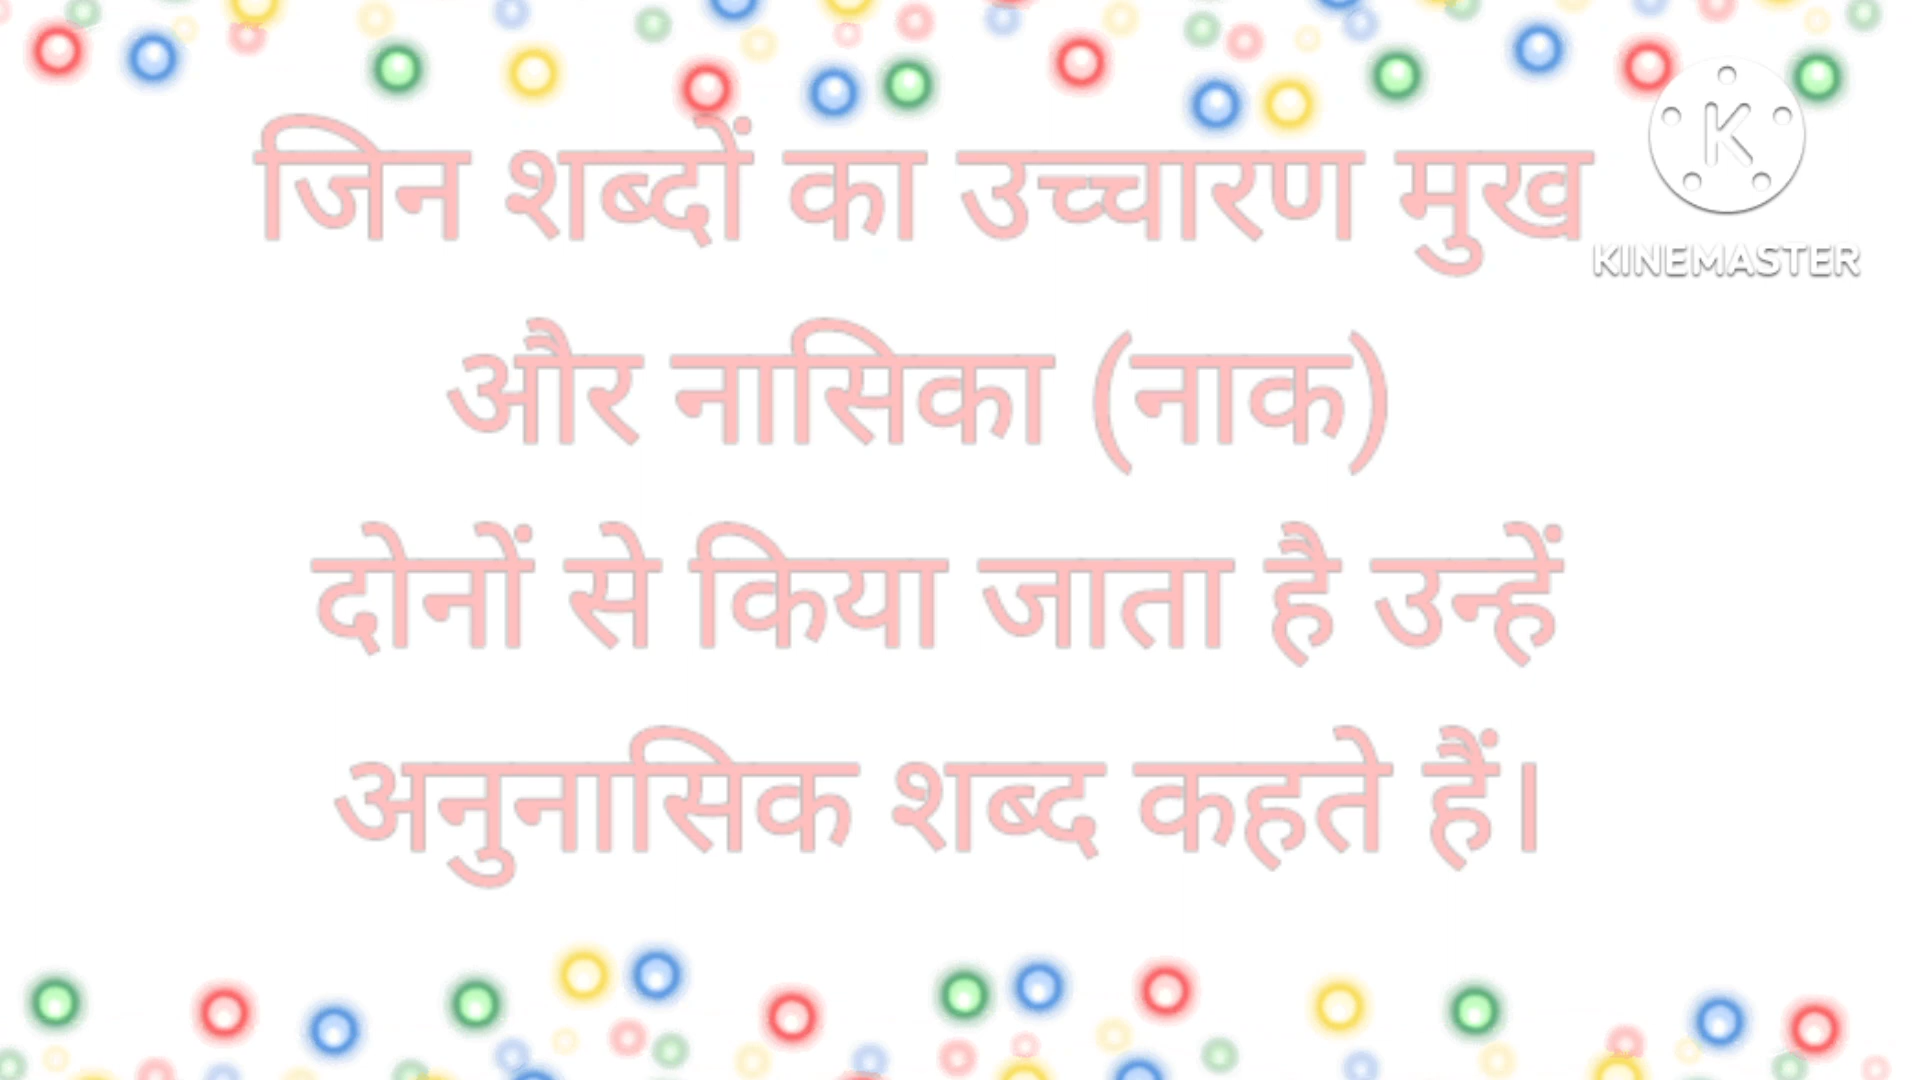 जिन शब्दों का उच्चारण मुख
KINEMASTER
और नासिका (नाक)
दोनों से किया जाता है उन्हें
अनुनासिक शब्द कहते हैं।